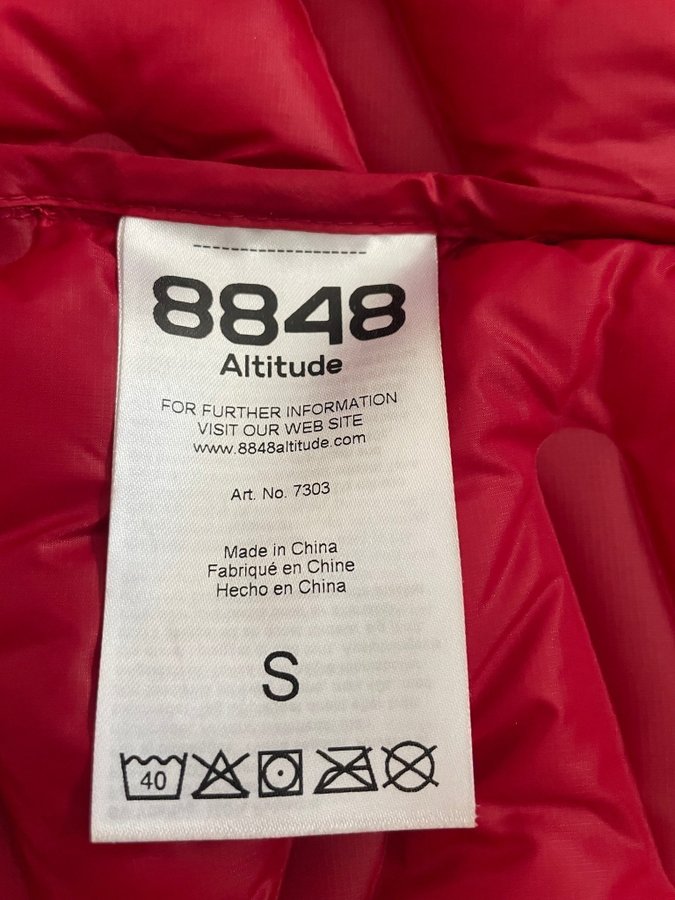 8848
Altitude
FOR FURTHER INFORMATION
VISIT OUR WEB SITE
www.8848altitude.com
Art. No. 7303
Made in China
Fabriqué en Chine
Hecho en China
S
40